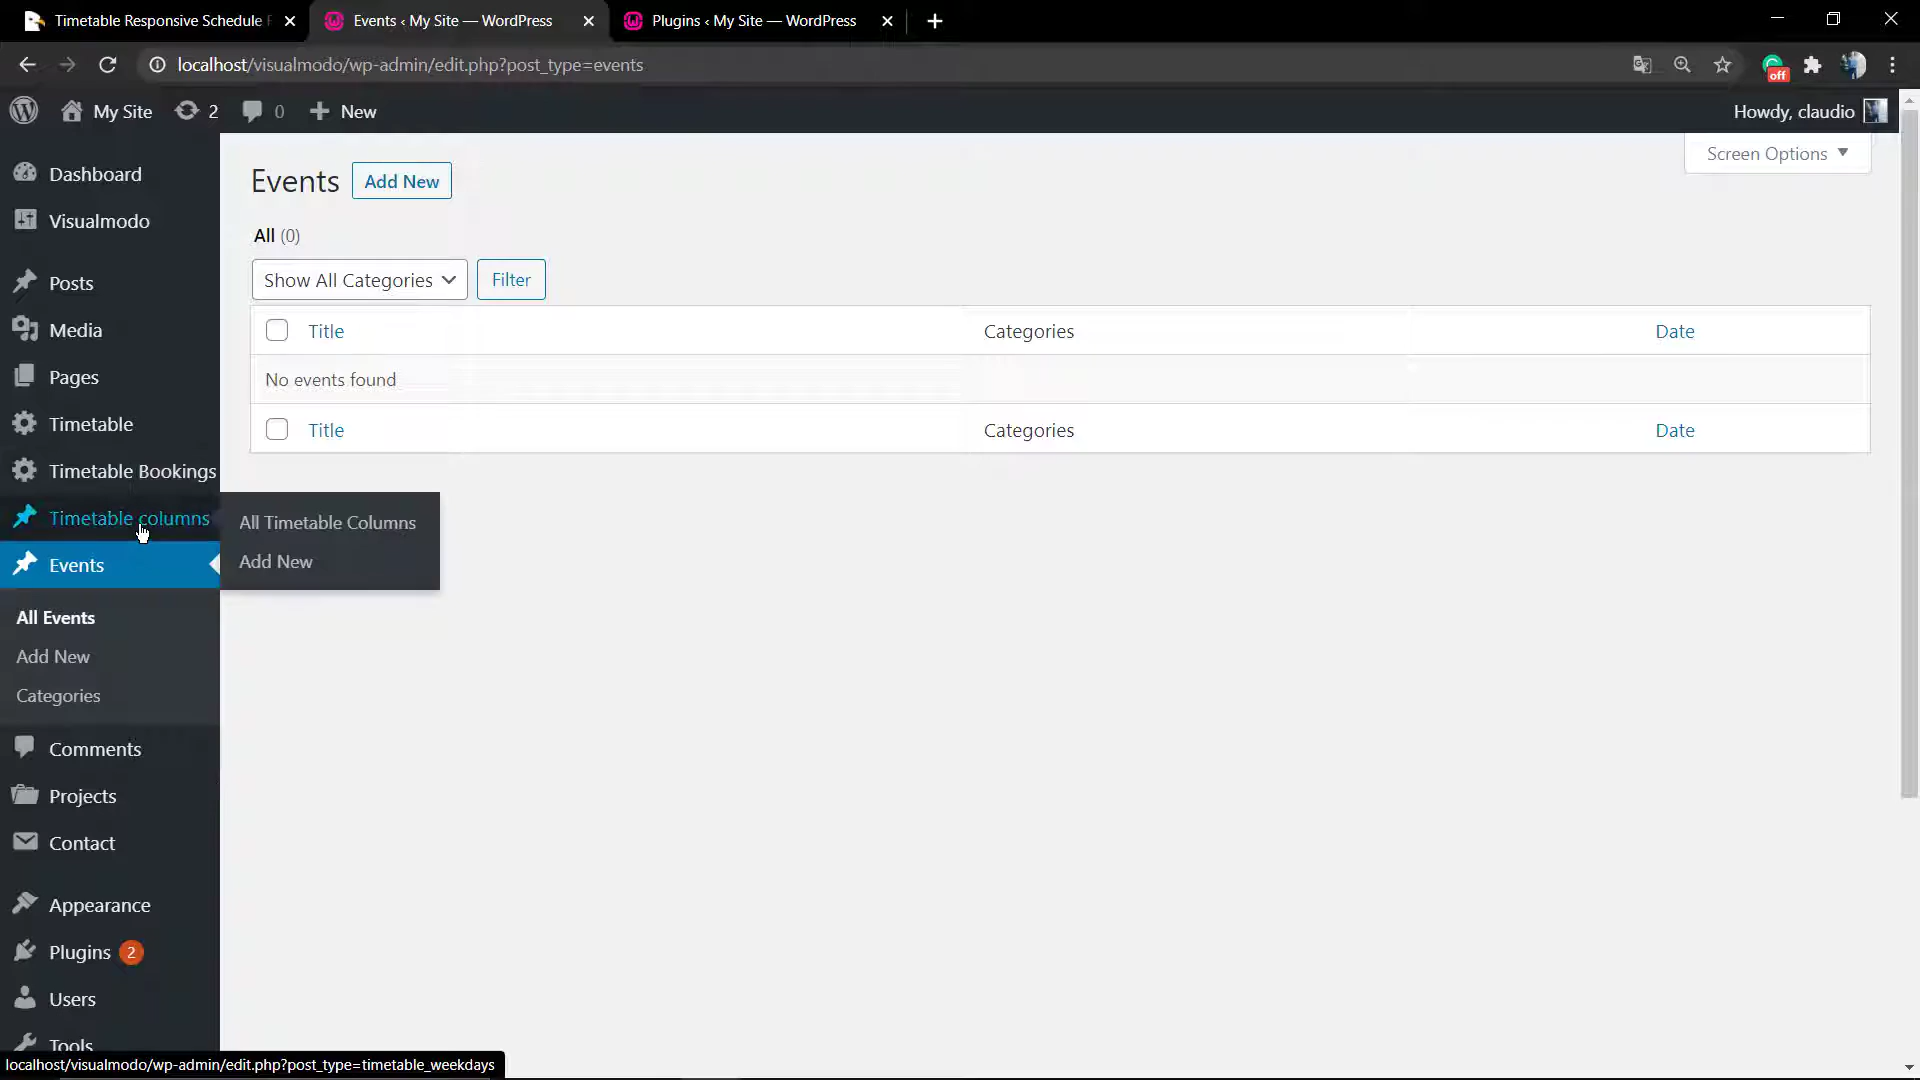 Timetable Responsive Schedule
Events ‹ My Site — WordPress
Plugins ‹ My Site — WordPress
localhost/visualmodo/wp-admin/edit.php?post_type=events
off
My Site
2
0
New
Howdy, claudio
Dashboard
Visualmodo
Posts
Media
Pages
Timetable
Timetable Bookings
Timetable columns
All Timetable Columns
Add New
Events
All Events
Add New
Categories
Comments
Projects
Contact
Appearance
Plugins 2
Users
Tools
Screen Options
Events Add New
All (0)
Show All Categories Filter
Title Categories Date
No events found
Title Categories Date
localhost/visualmodo/wp-admin/edit.php?post_type=timetable_weekdays